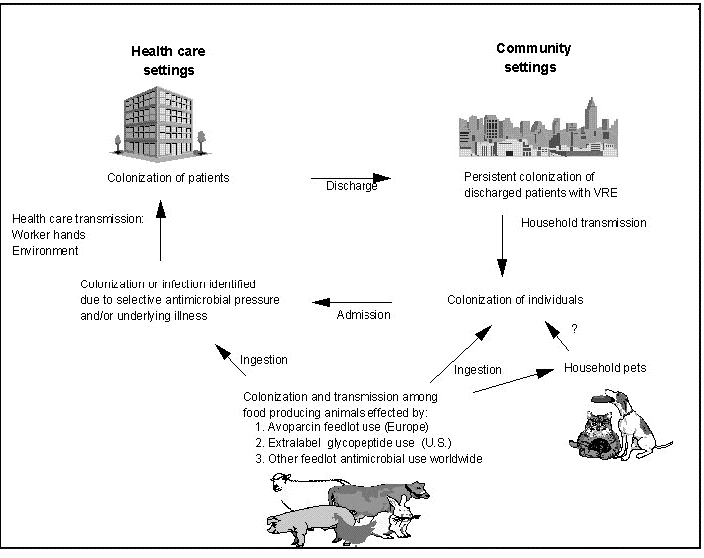 Health care
settings
Community
settings
Colonization of patients
Discharge
Persistent colonization of
discharged patients with VRE
Health care transmission:
Worker hands
Environment
Household transmission
Colonization or infection identified
due to selective antimicrobial pressure
and/or underlying illness
Admission
Colonization of individuals
?
Ingestion
Ingestion
Household pets
Colonization and transmission among
food producing animals effected by:
1. Avoparcin feedlot use (Europe)
2. Extralabel glycopeptide use (U.S.)
3. Other feedlot antimicrobial use worldwide